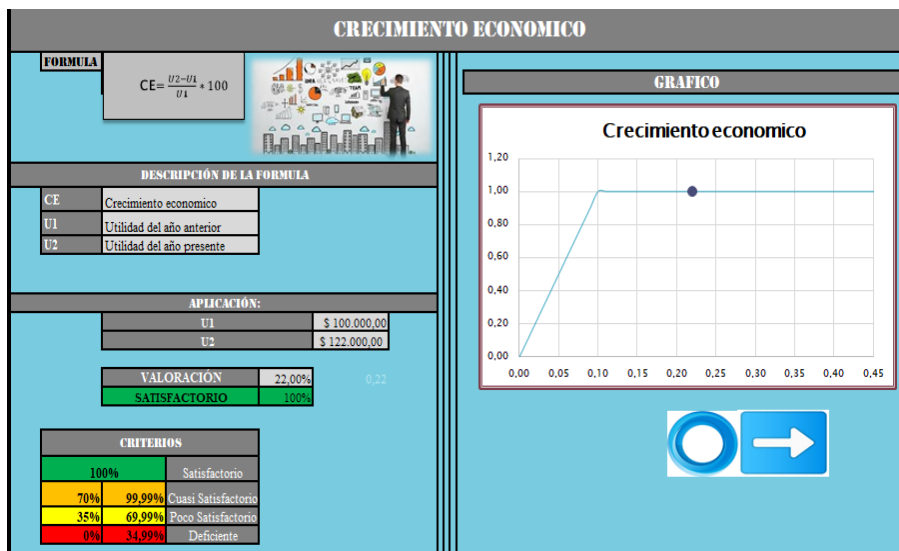 CRECIMIENTO ECONOMICO
FORMULA
CE= U2−U1 / U1 * 100
IDEA
TEAM
DESCRIPCIÓN DE LA FORMULA
CE Crecimiento economico
U1 Utilidad del año anterior
U2 Utilidad del año presente
APLICACIÓN:
U1 $ 100.000,00
U2 $ 122.000,00
VALORACIÓN 22,00% 0,22
SATISFACTORIO 100%
CRITERIOS
100% Satisfactorio
70% 99,99% Cuasi Satisfactorio
35% 69,99% Poco Satisfactorio
0% 34,99% Deficiente
GRAFICO
Crecimiento economico
1,20
1,00
0,80
0,60
0,40
0,20
0,00
0,00 0,05 0,10 0,15 0,20 0,25 0,30 0,35 0,40 0,45